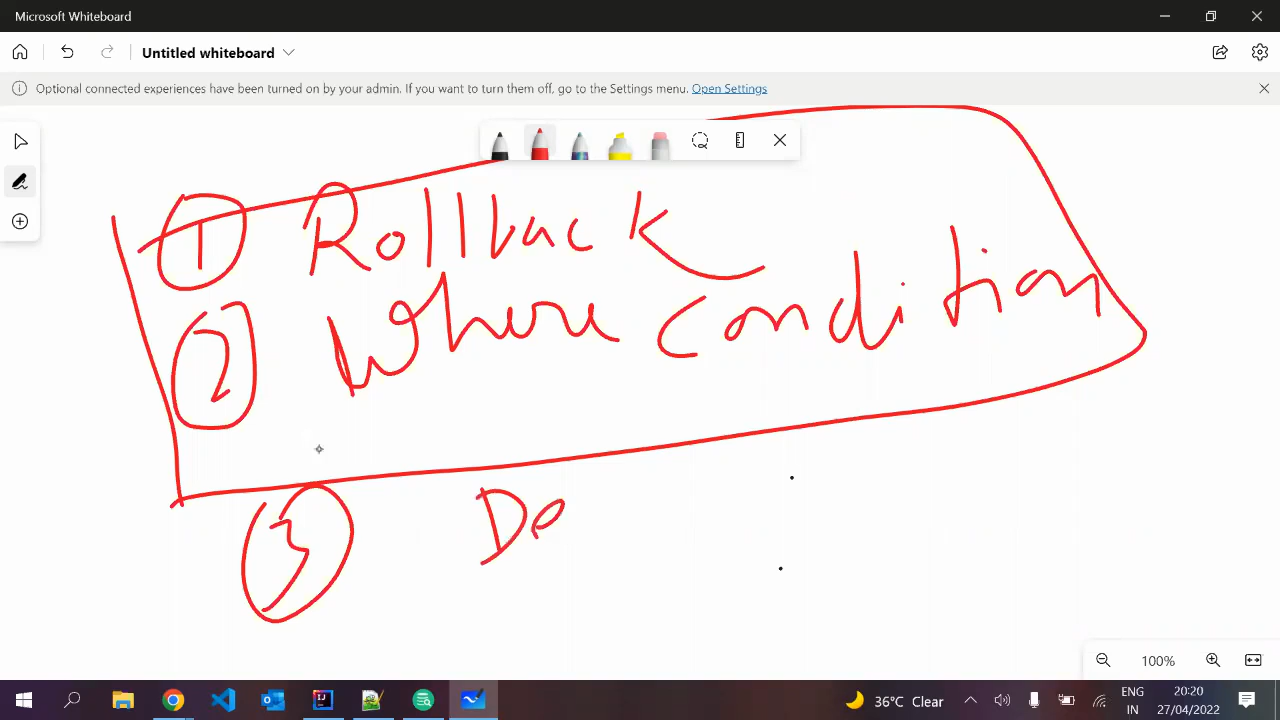 Microsoft Whiteboard
Untitled whiteboard
Optional connected experiences have been turned on by your admin. If you want to turn them off, go to the Settings menu. Open Settings
1 Rollback
2 Where condition
3 De
100%
36°C Clear
ENG
IN
20:20
27/04/2022